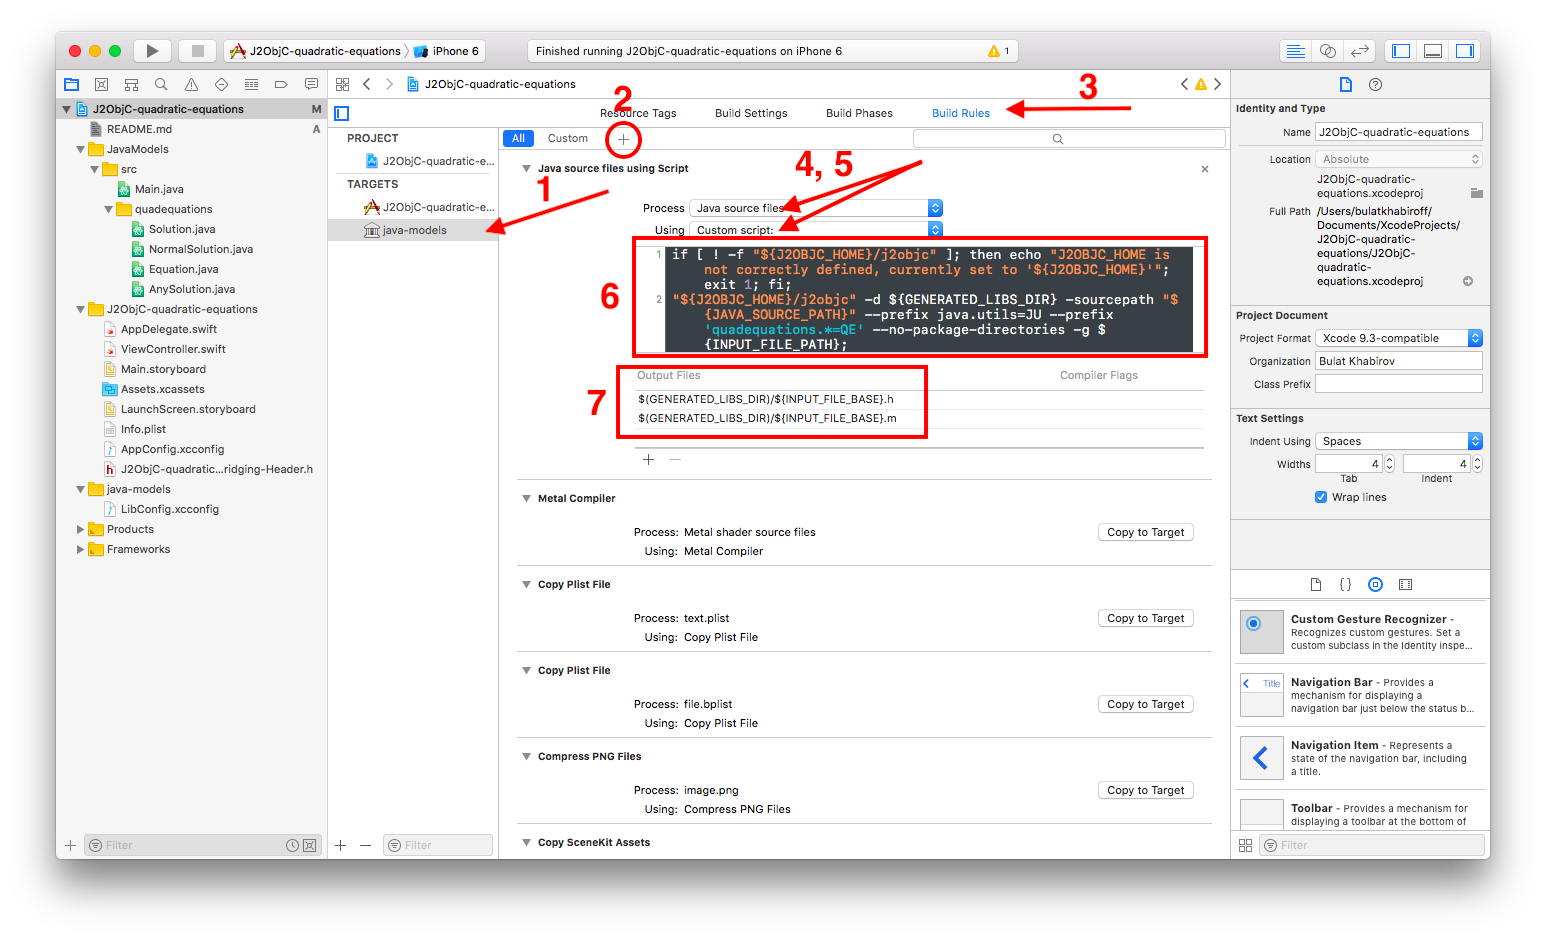 J2ObjC-quadratic-equations
iPhone 6
Finished running J2ObjC-quadratic-equations on iPhone 6
1
J2ObjC-quadratic-equations
M
README.md
A
JavaModels
src
Main.java
quadequations
Solution.java
NormalSolution.java
Equation.java
AnySolution.java
J2ObjC-quadratic-equations
AppDelegate.swift
ViewController.swift
Main.storyboard
Assets.xcassets
LaunchScreen.storyboard
Info.plist
AppConfig.xcconfig
h
J2ObjC-quadratic...ridging-Header.h
java-models
LibConfig.xcconfig
Products
Frameworks
Filter
J2ObjC-quadratic-equations
2
3
Resource Tags
Build Settings
Build Phases
Build Rules
PROJECT
J2ObjC-quadratic-e...
TARGETS
J2ObjC-quadratic-e...
java-models
1
Filter
All
Custom
Java source files using Script
4, 5
Process
Java source files
Using
Custom script:
6
1
if [ ! -f "${J2OBJC_HOME}/j2objc" ]; then echo "J2OBJC_HOME is
not correctly defined, currently set to '${J2OBJC_HOME}'";
exit 1; fi;
2
"${J2OBJC_HOME}/j2objc" -d ${GENERATED_LIBS_DIR} -sourcepath "$
{JAVA_SOURCE_PATH}" --prefix java.utils=JU --prefix
'quadequations.*=QE' --no-package-directories -g $
{INPUT_FILE_PATH};
7
Output Files
Compiler Flags
$(GENERATED_LIBS_DIR)/${INPUT_FILE_BASE}.h
$(GENERATED_LIBS_DIR)/${INPUT_FILE_BASE}.m
Metal Compiler
Process: Metal shader source files
Copy to Target
Using: Metal Compiler
Copy Plist File
Process: text.plist
Copy to Target
Using: Copy Plist File
Copy Plist File
Process: file.bplist
Copy to Target
Using: Copy Plist File
Compress PNG Files
Process: image.png
Copy to Target
Using: Compress PNG Files
Copy SceneKit Assets
Identity and Type
Name
J2ObjC-quadratic-equations
Location
Absolute
J2ObjC-quadratic-
equations.xcodeproj
Full Path
/Users/bulatkhabiroff/
Documents/XcodeProjects/
J2ObjC-quadratic-
equations/J2ObjC-
quadratic-
equations.xcodeproj
Project Document
Project Format
Xcode 9.3-compatible
Organization
Bulat Khabirov
Class Prefix
Text Settings
Indent Using
Spaces
Widths
4
4
Tab
Indent
Wrap lines
{}
Custom Gesture Recognizer -
Recognizes custom gestures. Set a
custom subclass in the Identity inspe...
Title
Navigation Bar - Provides a
mechanism for displaying a
navigation bar just below the status b...
Navigation Item - Represents a
state of the navigation bar, including
a title.
Toolbar - Provides a mechanism for
displaying a toolbar at the bottom of
Filter